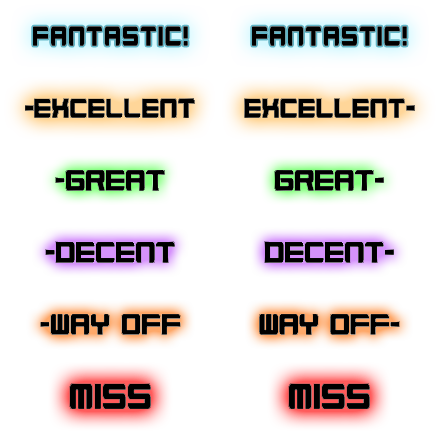 FANTASTIC! FANTASTIC!
-EXCELLENT EXCELLENT-
-GREAT GREAT-
-DECENT DECENT-
-WAY OFF WAY OFF-
MISS MISS